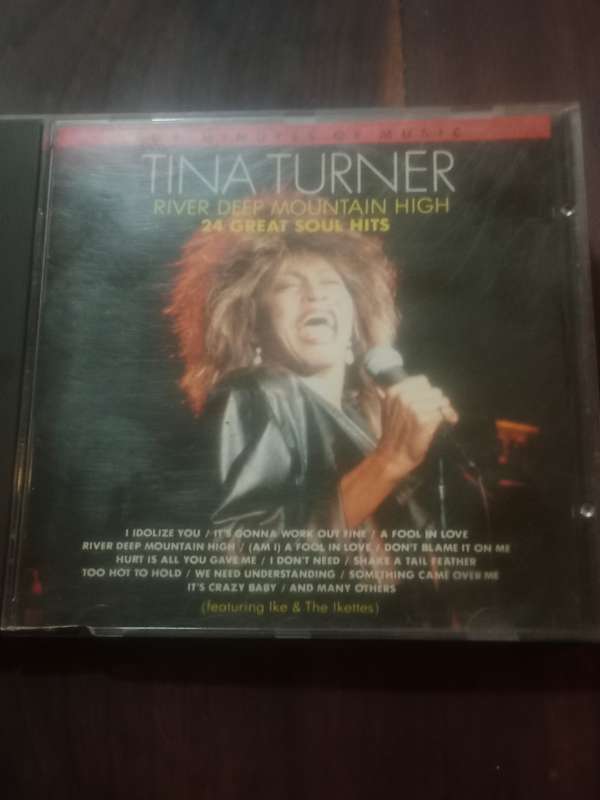 MINUTES OF MUSIC
TINA TURNER
RIVER DEEP MOUNTAIN HIGH
24 GREAT SOUL HITS
I IDOLIZE YOU / IT'S GONNA WORK OUT FINE / A FOOL IN LOVE
RIVER DEEP MOUNTAIN HIGH / (AM I) A FOOL IN LOVE / DON'T BLAME IT ON ME
HURT IS ALL YOU GAVE ME / I DON'T NEED / SHAKE A TAIL FEATHER
TOO HOT TO HOLD / WE NEED UNDERSTANDING / SOMETHING CAME OVER ME
IT'S CRAZY BABY / AND MANY OTHERS
(featuring Ike & The Ikettes)